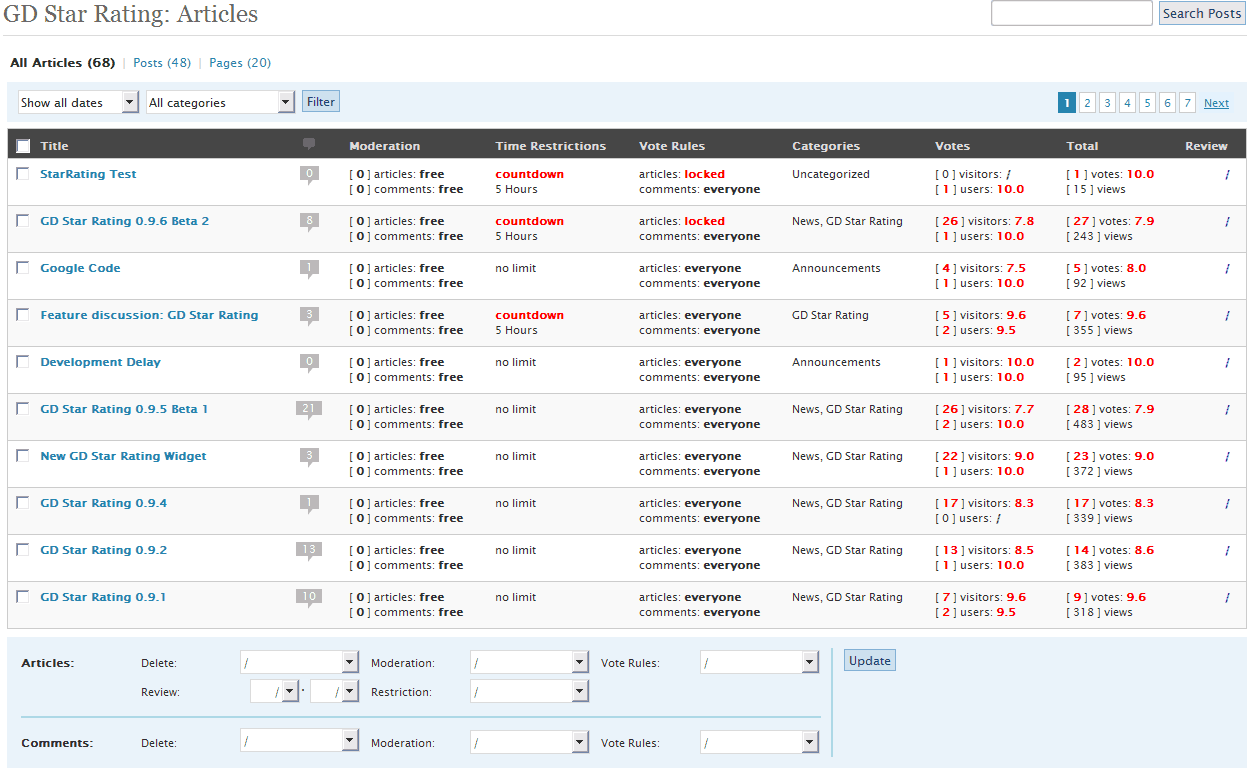 GD Star Rating: Articles
Search Posts
All Articles (68) | Posts (48) | Pages (20)
Show all dates All categories Filter 1 2 3 4 5 6 7 Next
Title Moderation Time Restrictions Vote Rules Categories Votes Total Review
StarRating Test 0 [ 0 ] articles: free countdown articles: locked Uncategorized [ 0 ] visitors: / [ 1 ] votes: 10.0 /
[ 0 ] comments: free 5 Hours comments: everyone [ 1 ] users: 10.0 [ 15 ] views
GD Star Rating 0.9.6 Beta 2 8 [ 0 ] articles: free countdown articles: locked News, GD Star Rating [ 26 ] visitors: 7.8 [ 27 ] votes: 7.9 /
[ 0 ] comments: free 5 Hours comments: everyone [ 1 ] users: 10.0 [ 243 ] views
Google Code 1 [ 0 ] articles: free no limit articles: everyone Announcements [ 4 ] visitors: 7.5 [ 5 ] votes: 8.0 /
[ 0 ] comments: free comments: everyone [ 1 ] users: 10.0 [ 92 ] views
Feature discussion: GD Star Rating 3 [ 0 ] articles: free countdown articles: everyone GD Star Rating [ 5 ] visitors: 9.6 [ 7 ] votes: 9.6 /
[ 0 ] comments: free 5 Hours comments: everyone [ 2 ] users: 9.5 [ 355 ] views
Development Delay 0 [ 0 ] articles: free no limit articles: everyone Announcements [ 1 ] visitors: 10.0 [ 2 ] votes: 10.0 /
[ 0 ] comments: free comments: everyone [ 1 ] users: 10.0 [ 95 ] views
GD Star Rating 0.9.5 Beta 1 21 [ 0 ] articles: free no limit articles: everyone News, GD Star Rating [ 26 ] visitors: 7.7 [ 28 ] votes: 7.9 /
[ 0 ] comments: free comments: everyone [ 2 ] users: 10.0 [ 483 ] views
New GD Star Rating Widget 3 [ 0 ] articles: free no limit articles: everyone News, GD Star Rating [ 22 ] visitors: 9.0 [ 23 ] votes: 9.0 /
[ 0 ] comments: free comments: everyone [ 1 ] users: 10.0 [ 372 ] views
GD Star Rating 0.9.4 1 [ 0 ] articles: free no limit articles: everyone News, GD Star Rating [ 17 ] visitors: 8.3 [ 17 ] votes: 8.3 /
[ 0 ] comments: free comments: everyone [ 0 ] users: / [ 339 ] views
GD Star Rating 0.9.2 13 [ 0 ] articles: free no limit articles: everyone News, GD Star Rating [ 13 ] visitors: 8.5 [ 14 ] votes: 8.6 /
[ 0 ] comments: free comments: everyone [ 1 ] users: 10.0 [ 383 ] views
GD Star Rating 0.9.1 10 [ 0 ] articles: free no limit articles: everyone News, GD Star Rating [ 7 ] visitors: 9.6 [ 9 ] votes: 9.6 /
[ 0 ] comments: free comments: everyone [ 2 ] users: 9.5 [ 318 ] views
Articles: Delete: / Moderation: / Vote Rules: / Update
Review: / . / Restriction: /
Comments: Delete: / Moderation: / Vote Rules: /